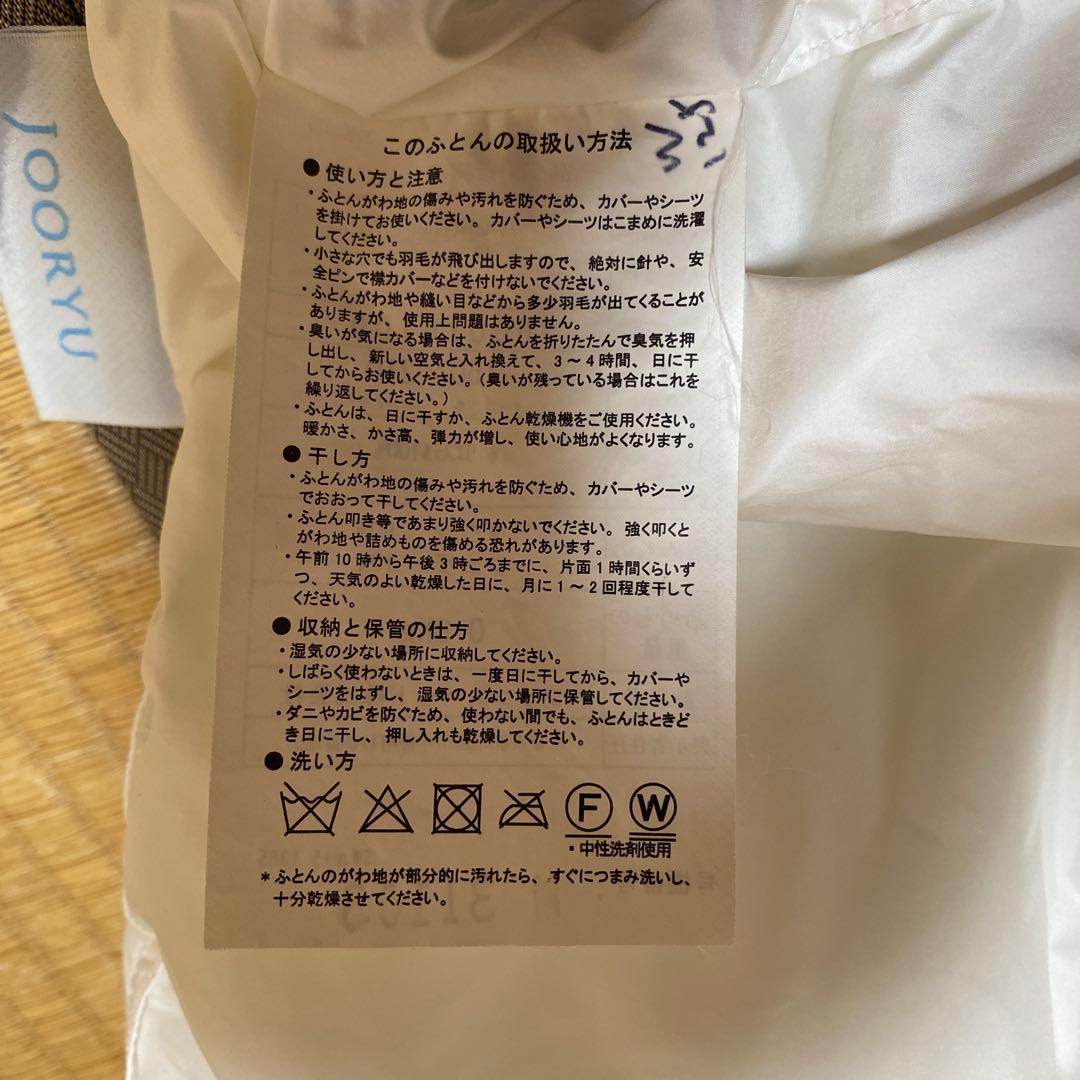 JOORYU
このふとんの取扱い方法
●使い方と注意
・ふとんがわ地の傷みや汚れを防ぐため、カバーやシーツ
を掛けてお使いください。カバーやシーツはこまめに洗濯
してください。
・小さな穴でも羽毛が飛び出しますので、絶対に針や、安
全ピンで襟カバーなどを付けないでください。
・ふとんがわ地や縫い目などから多少羽毛が出てくることが
ありますが、使用上問題はありません。
・臭いが気になる場合は、ふとんを折りたたんで臭気を押
し出し、新しい空気と入れ換えて、3～4時間、日に干
してからお使いください。(臭いが残っている場合はこれを
繰り返してください。)
・ふとんは、日に干すか、ふとん乾燥機をご使用ください。
暖かさ、かさ高、弾力が増し、使い心地がよくなります。
●干し方
・ふとんがわ地の傷みや汚れを防ぐため、カバーやシーツ
でおおって干してください。
・ふとん叩き等であまり強く叩かないでください。強く叩くと
がわ地や詰めものを傷める恐れがあります。
・午前10時から午後3時ごろまでに、片面1時間くらいず
つ、天気のよい乾燥した日に、月に1～2回程度干して
ください。
●収納と保管の仕方
・湿気の少ない場所に収納してください。
・しばらく使わないときは、一度日に干してから、カバーや
シーツをはずし、湿気の少ない場所に保管してください。
・ダニやカビを防ぐため、使わない間でも、ふとんはときど
き日に干し、押し入れも乾燥してください。
●洗い方
F W
・中性洗剤使用
*ふとんのがわ地が部分的に汚れたら、すぐにつまみ洗いし、
十分乾燥させてください。